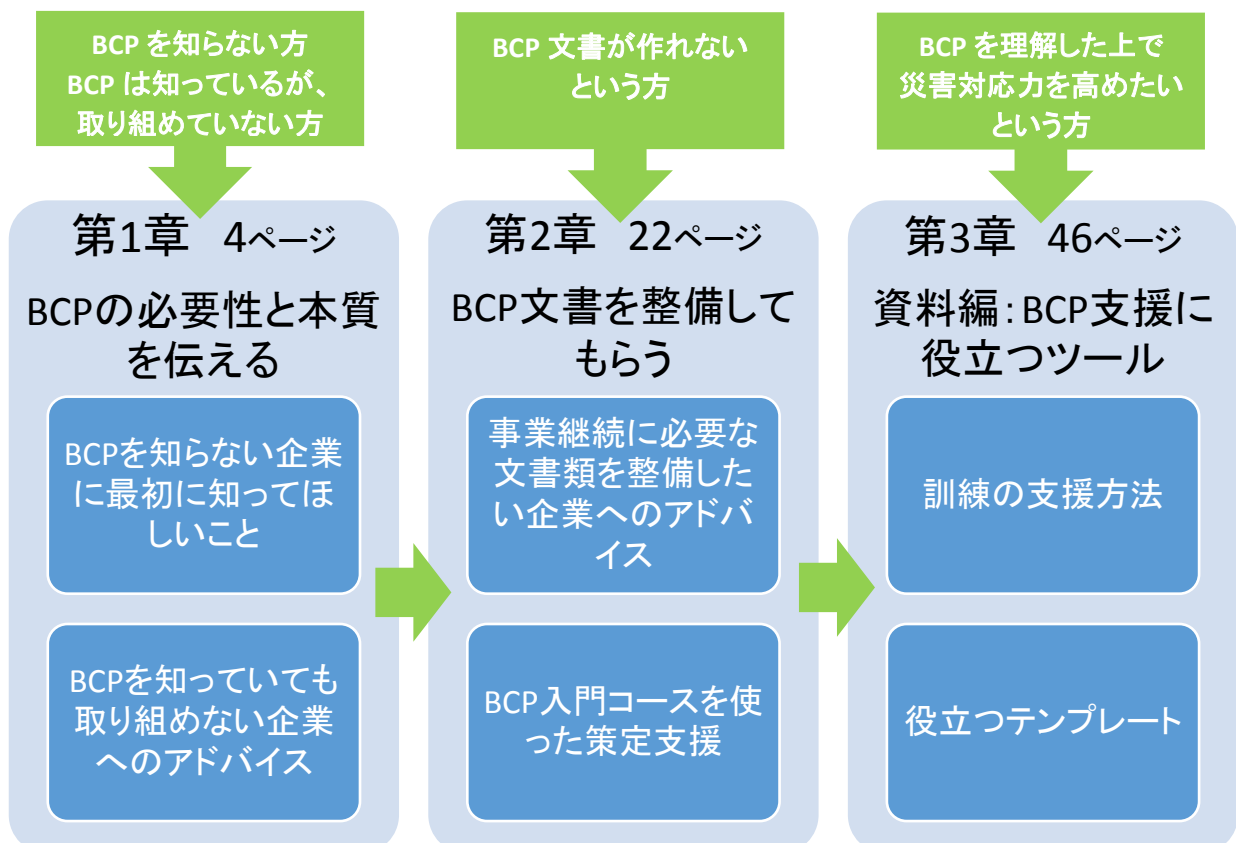 BCP を知らない方
BCP は知っているが、
取り組めていない方
BCP 文書が作れない
という方
BCP を理解した上で
災害対応力を高めたい
という方
第1章 4ページ
BCPの必要性と本質
を伝える
BCPを知らない企業
に最初に知ってほ
しいこと
BCPを知っていても
取り組めない企業
へのアドバイス
第2章 22ページ
BCP文書を整備して
もらう
事業継続に必要な
文書類を整備した
い企業へのアドバ
イス
BCP入門コースを使
った策定支援
第3章 46ページ
資料編:BCP支援に
役立つツール
訓練の支援方法
役立つテンプレート